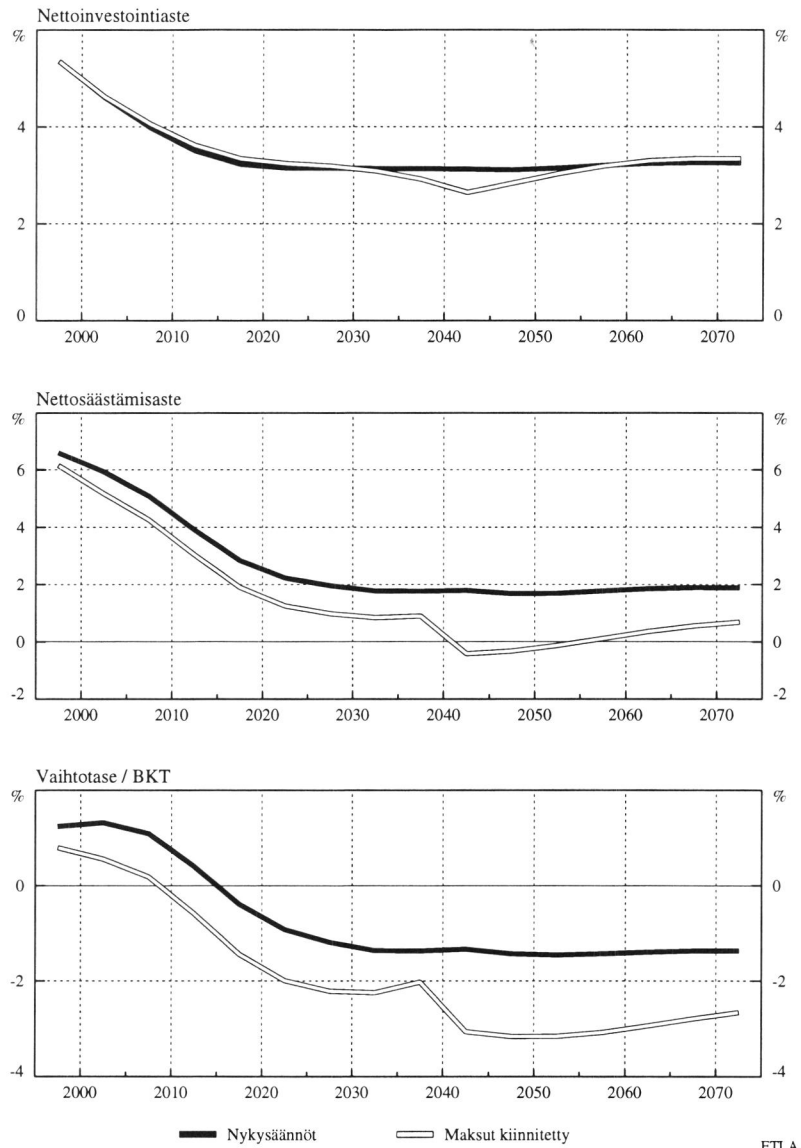 Nettoinvestointiaste
% %
4 4
2 2
0 0
2000 2010 2020 2030 2040 2050 2060 2070
Nettosäästämisaste
% %
6 6
4 4
2 2
0 0
-2 -2
2000 2010 2020 2030 2040 2050 2060 2070
Vaihtotase / BKT
% %
0 0
-2 -2
-4 -4
2000 2010 2020 2030 2040 2050 2060 2070
Nykysäännöt Maksut kiinnitetty
ETLA